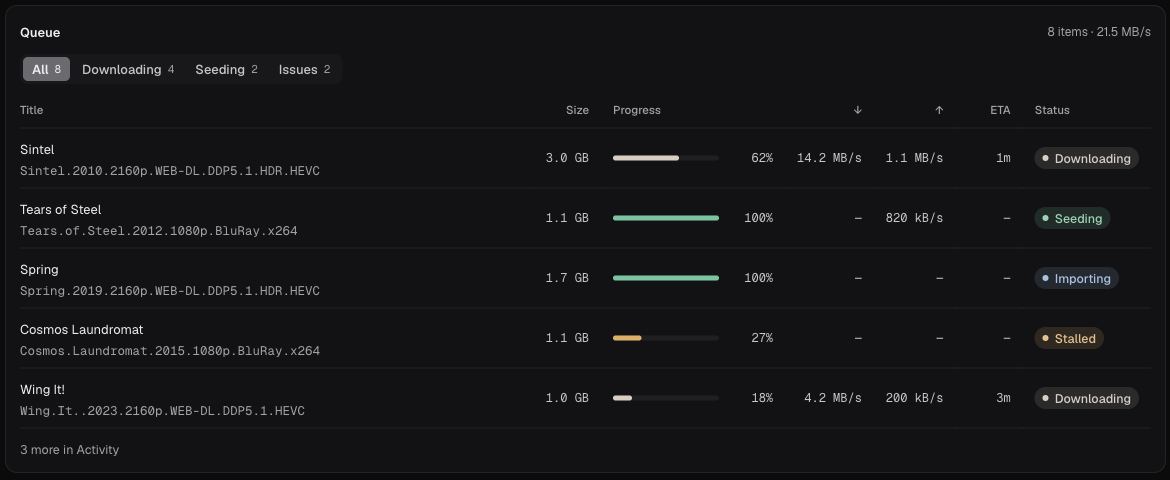 Queue
8 items · 21.5 MB/s
All 8 Downloading 4 Seeding 2 Issues 2
Title Size Progress ↓ ↑ ETA Status
Sintel
Sintel.2010.2160p.WEB-DL.DDP5.1.HDR.HEVC
3.0 GB 62% 14.2 MB/s 1.1 MB/s 1m Downloading
Tears of Steel
Tears.of.Steel.2012.1080p.BluRay.x264
1.1 GB 100% — 820 kB/s — Seeding
Spring
Spring.2019.2160p.WEB-DL.DDP5.1.HDR.HEVC
1.7 GB 100% — — — Importing
Cosmos Laundromat
Cosmos.Laundromat.2015.1080p.BluRay.x264
1.1 GB 27% — — — Stalled
Wing It!
Wing.It..2023.2160p.WEB-DL.DDP5.1.HEVC
1.0 GB 18% 4.2 MB/s 200 kB/s 3m Downloading
3 more in Activity